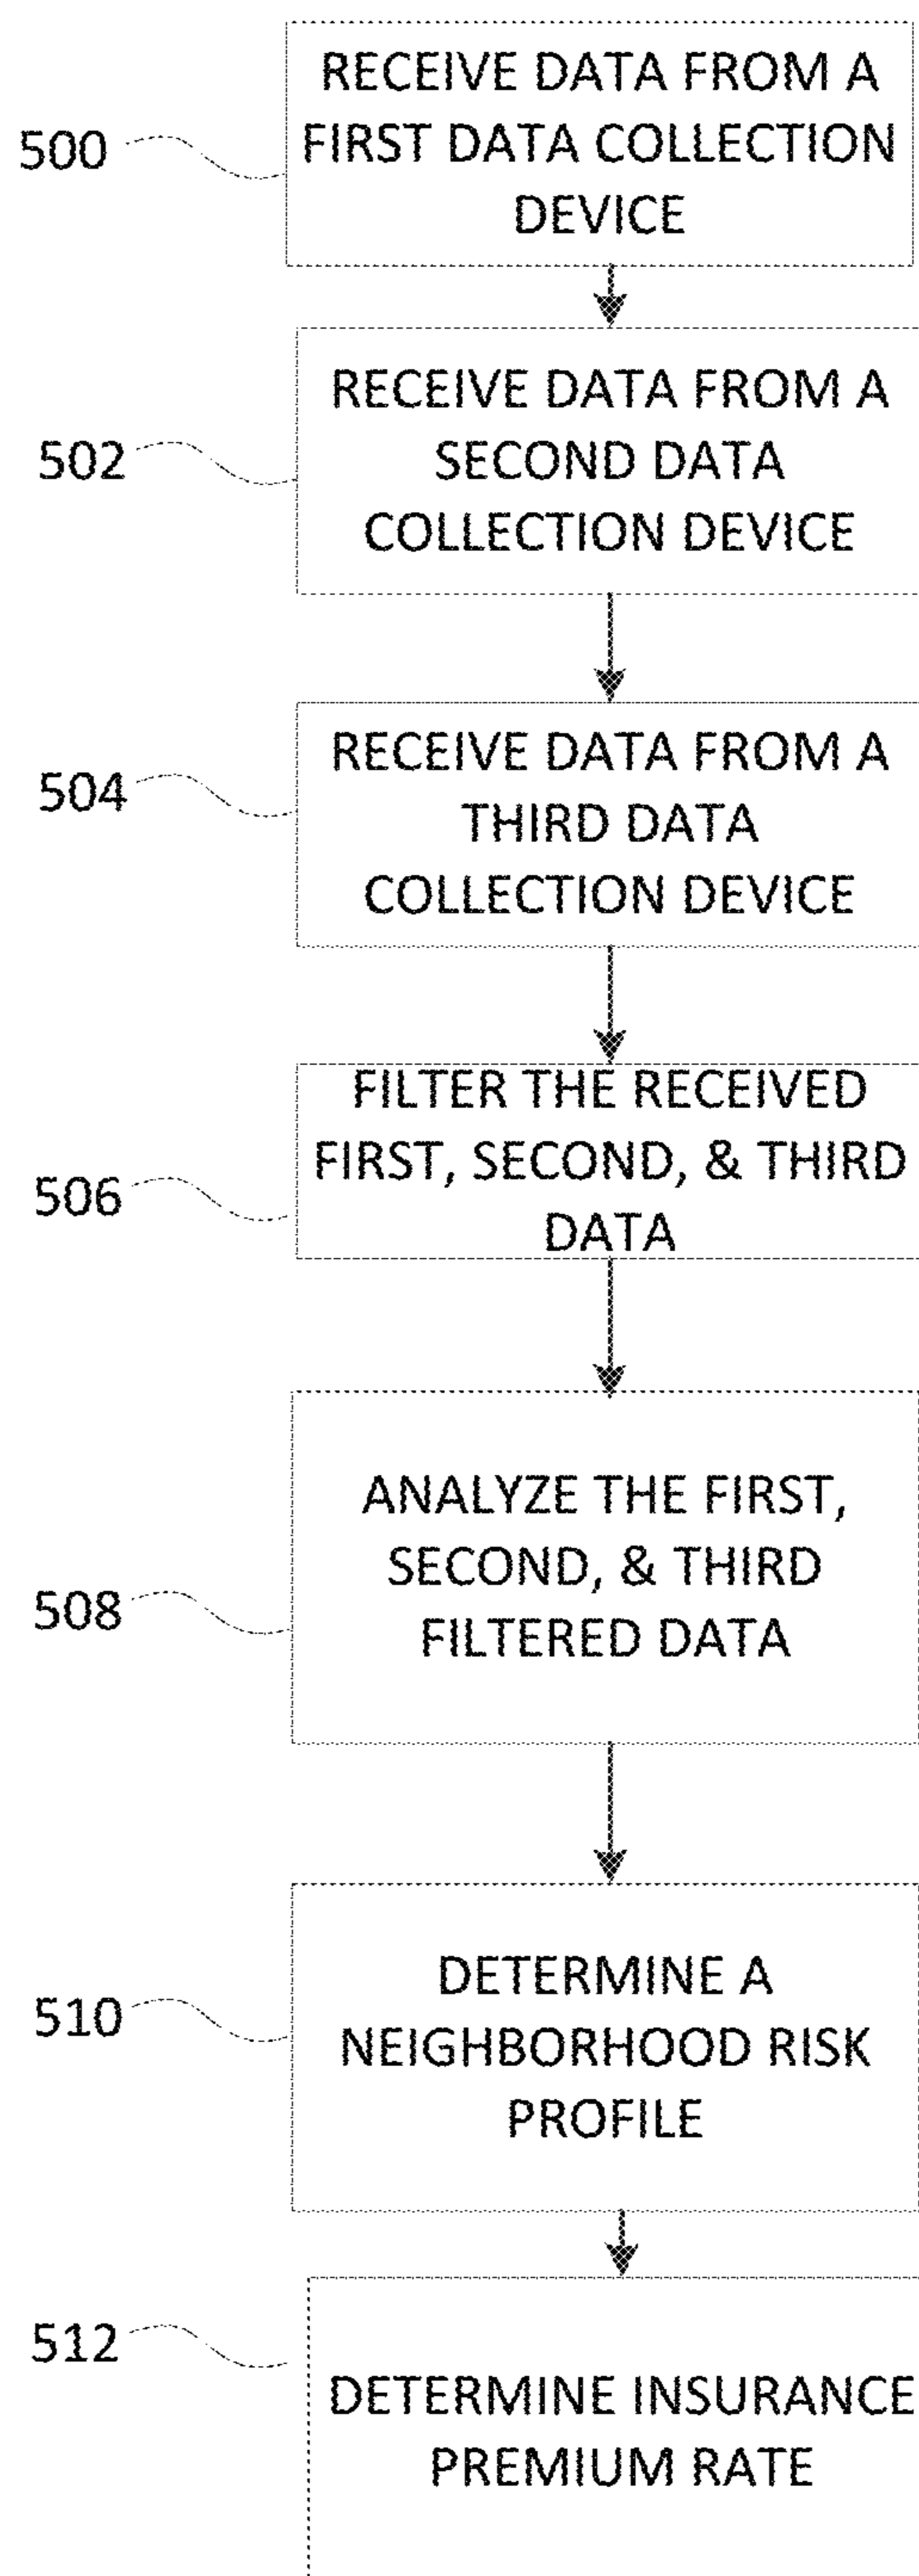 500
RECEIVE DATA FROM A
FIRST DATA COLLECTION
DEVICE
502
RECEIVE DATA FROM A
SECOND DATA
COLLECTION DEVICE
504
RECEIVE DATA FROM A
THIRD DATA
COLLECTION DEVICE
506
FILTER THE RECEIVED
FIRST, SECOND, & THIRD
DATA
508
ANALYZE THE FIRST,
SECOND, & THIRD
FILTERED DATA
510
DETERMINE A
NEIGHBORHOOD RISK
PROFILE
512
DETERMINE INSURANCE
PREMIUM RATE